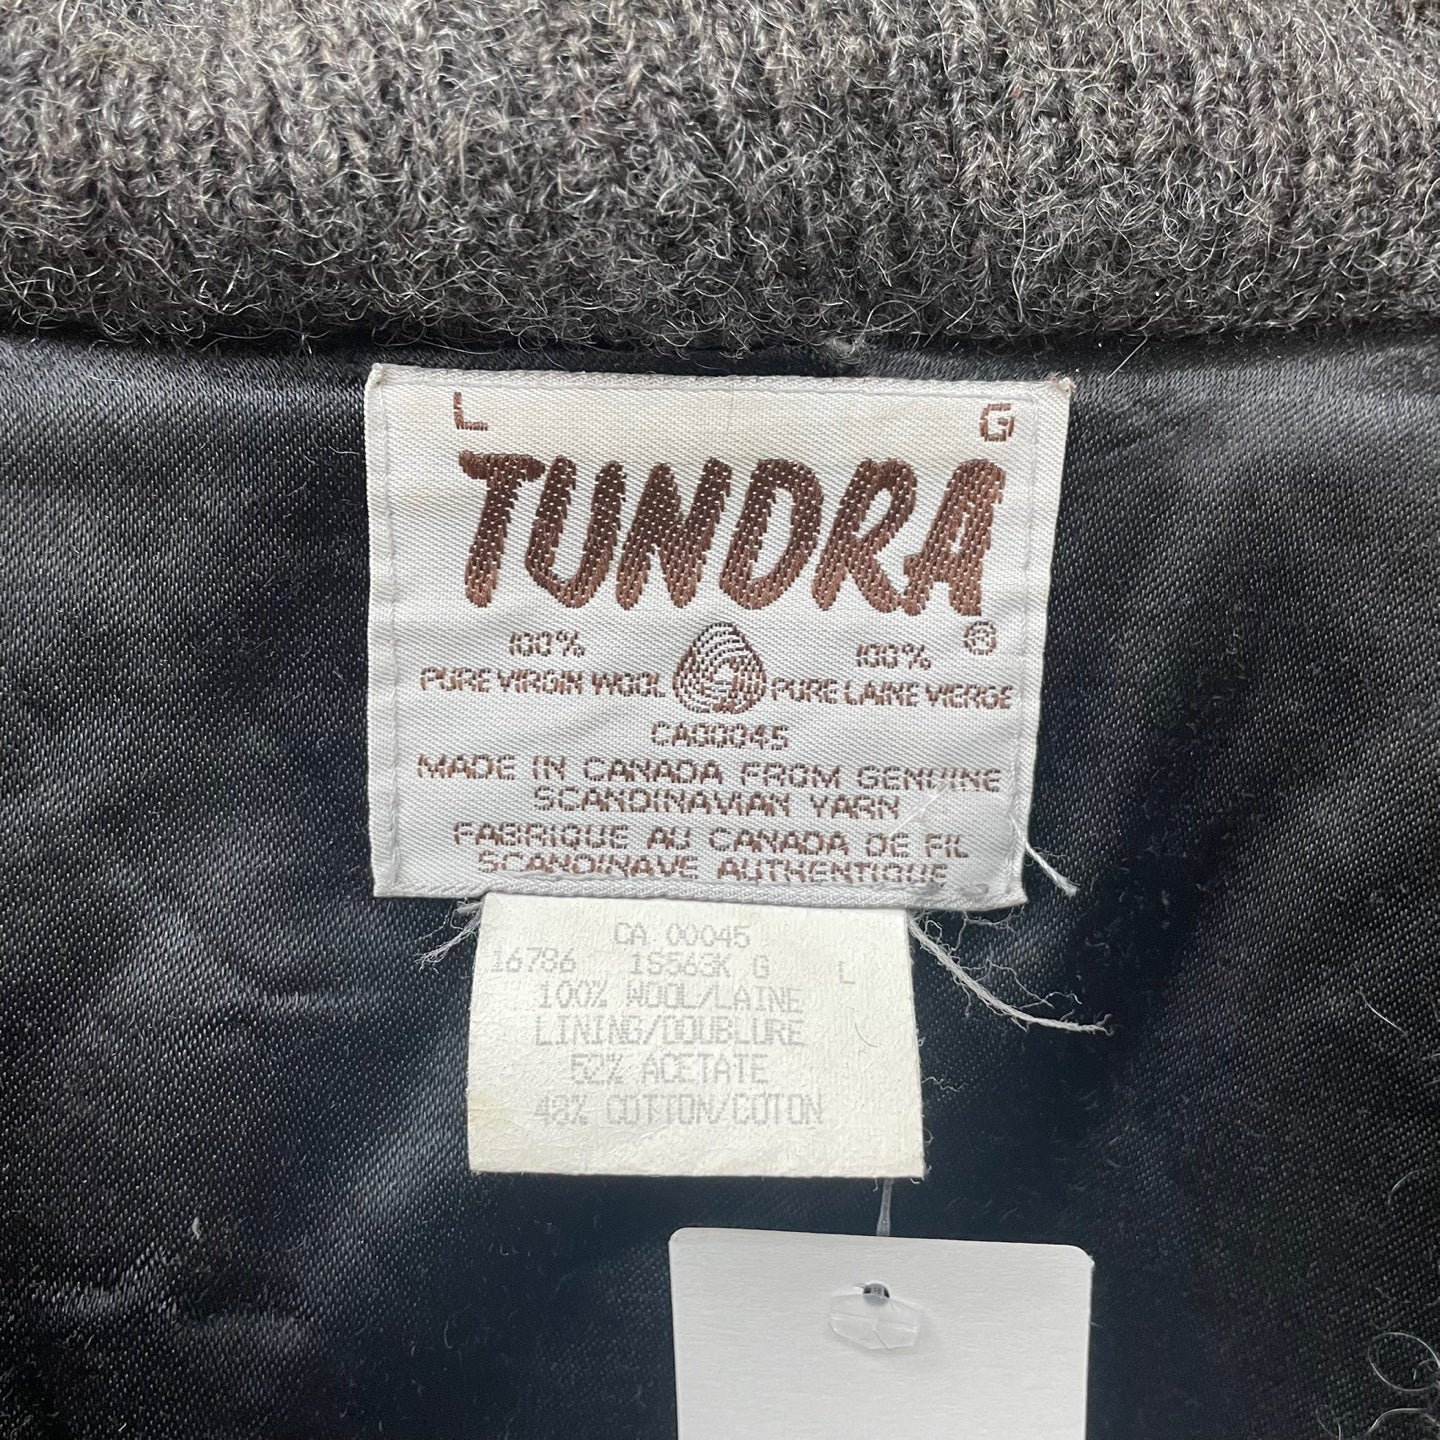 L G
TUNDRA ®
100% 100%
PURE VIRGIN WOOL PURE LAINE VIERGE
CA00045
MADE IN CANADA FROM GENUINE
SCANDINAVIAN YARN
FABRIQUE AU CANADA DE FIL
SCANDINAVE AUTHENTIQUE
CA 00045
16786 1S563K G L
100% WOOL/LAINE
LINING/DOUBLURE
52% ACETATE
48% COTTON/COTON